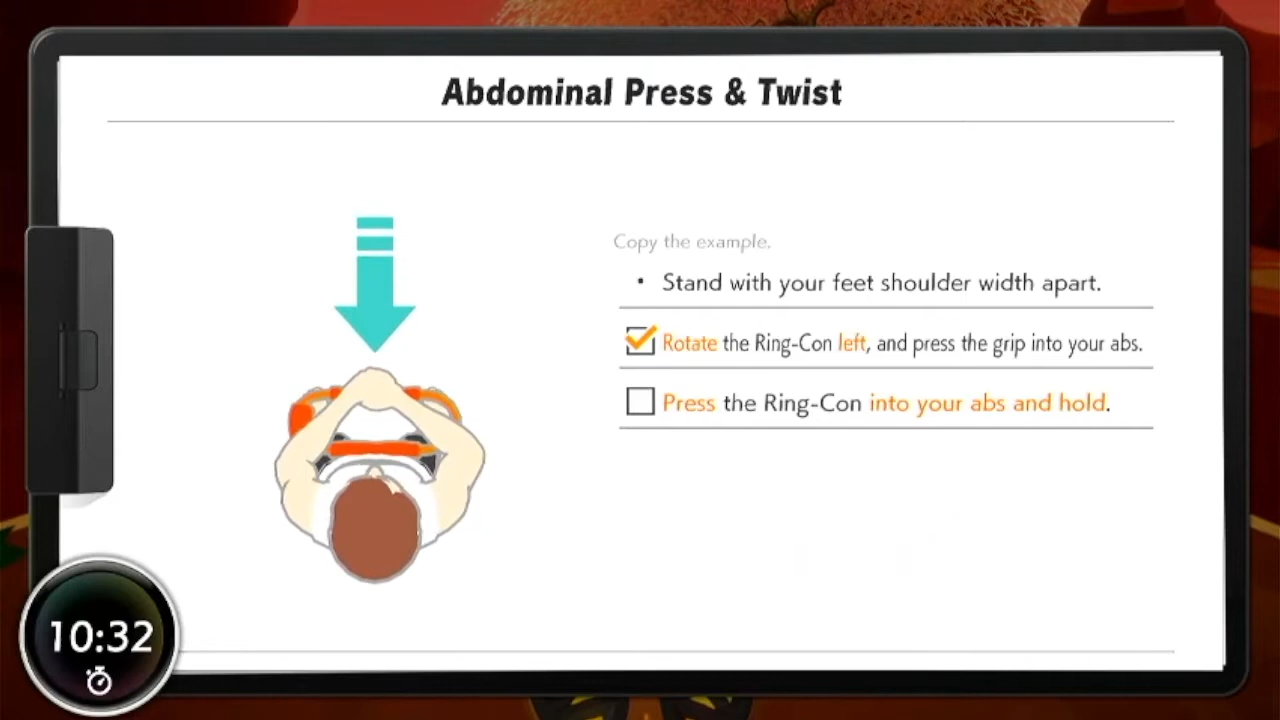 Abdominal Press & Twist
Copy the example.
• Stand with your feet shoulder width apart.
Rotate the Ring-Con left, and press the grip into your abs.
Press the Ring-Con into your abs and hold.
10:32